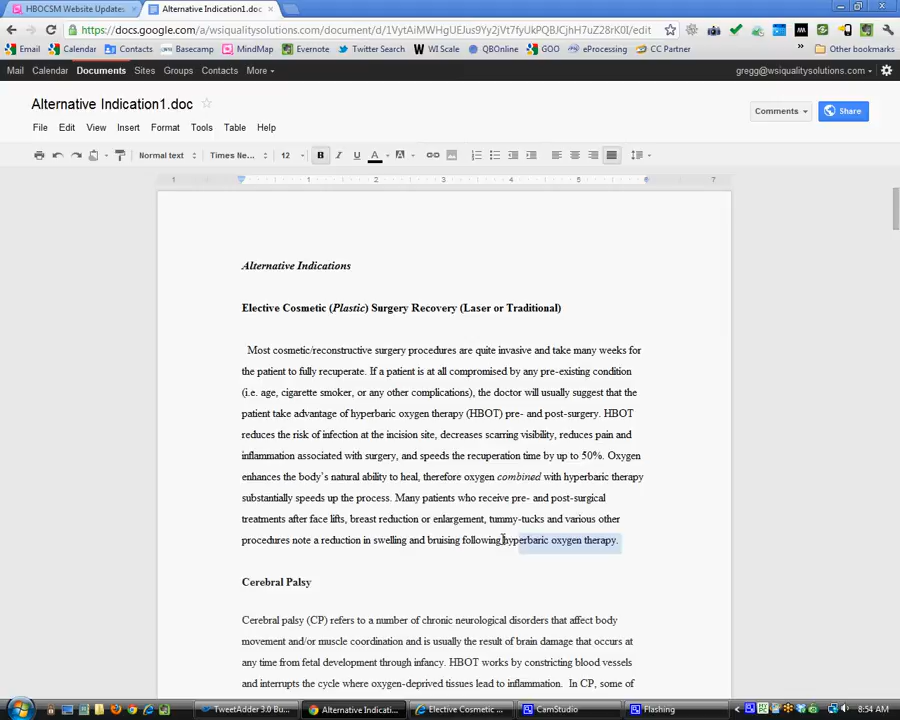 HBOCSM Website Updates
Alternative Indication1.doc
https://docs.google.com/a/wsiqualitysolutions.com/document/d/1VytAiMWHgUEIus9Yy2jVt7fyUkPQBJCjhH7uZ28rK0I/edit
Email Calendar Contacts Basecamp MindMap Evernote Twitter Search WI Scale QBOnline GOO eProcessing CC Partner » Other bookmarks
Mail Calendar Documents Sites Groups Contacts More
gregg@wsiqualitysolutions.com
Alternative Indication1.doc
Comments Share
File Edit View Insert Format Tools Table Help
Normal text Times Ne... 12 B I U A
1 1 2 3 4 5 7
Alternative Indications
Elective Cosmetic (Plastic) Surgery Recovery (Laser or Traditional)
Most cosmetic/reconstructive surgery procedures are quite invasive and take many weeks for
the patient to fully recuperate. If a patient is at all compromised by any pre-existing condition
(i.e. age, cigarette smoker, or any other complications), the doctor will usually suggest that the
patient take advantage of hyperbaric oxygen therapy (HBOT) pre- and post-surgery. HBOT
reduces the risk of infection at the incision site, decreases scarring visibility, reduces pain and
inflammation associated with surgery, and speeds the recuperation time by up to 50%. Oxygen
enhances the body's natural ability to heal, therefore oxygen combined with hyperbaric therapy
substantially speeds up the process. Many patients who receive pre- and post-surgical
treatments after face lifts, breast reduction or enlargement, tummy-tucks and various other
procedures note a reduction in swelling and bruising following hyperbaric oxygen therapy.
Cerebral Palsy
Cerebral palsy (CP) refers to a number of chronic neurological disorders that affect body
movement and/or muscle coordination and is usually the result of brain damage that occurs at
any time from fetal development through infancy. HBOT works by constricting blood vessels
and interrupts the cycle where oxygen-deprived tissues lead to inflammation. In CP, some of
TweetAdder 3.0 Bu... Alternative Indicati... Elective Cosmetic ... CamStudio Flashing 8:54 AM